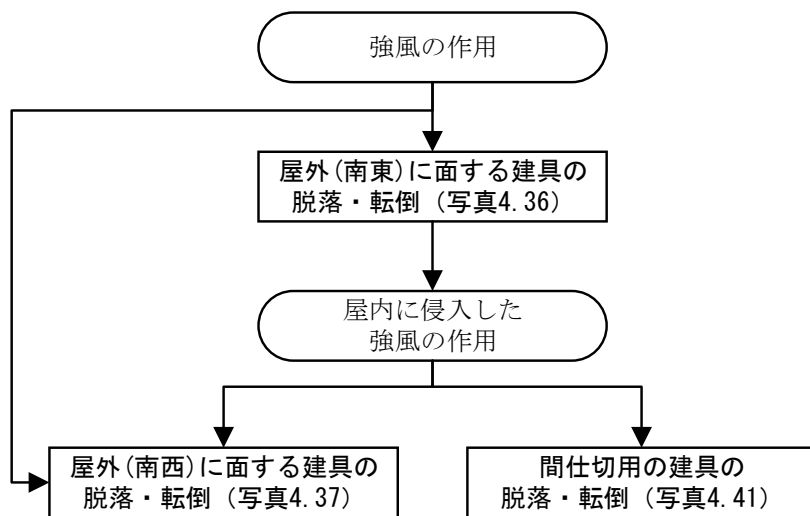 強風の作用
屋外(南東)に面する建具の
脱落・転倒（写真4.36）
屋内に侵入した
強風の作用
屋外(南西)に面する建具の
脱落・転倒（写真4.37）
間仕切用の建具の
脱落・転倒（写真4.41）